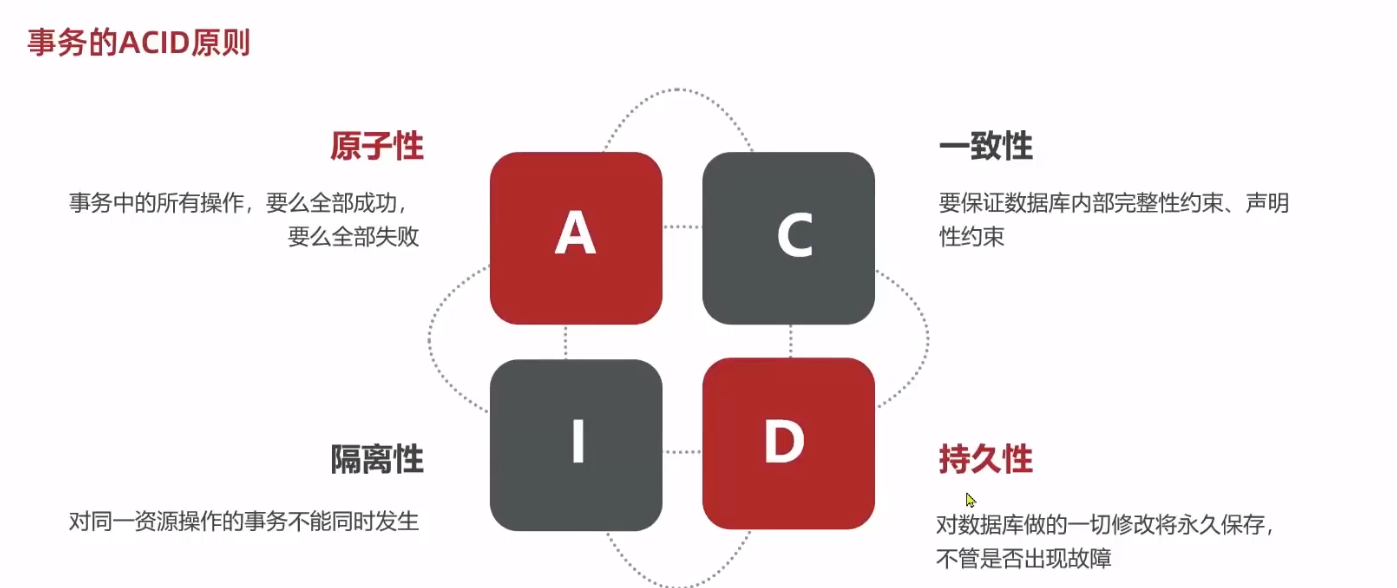 事务的ACID原则
原子性
事务中的所有操作，要么全部成功，
要么全部失败
A
C
一致性
要保证数据库内部完整性约束、声明
性约束
隔离性
对同一资源操作的事务不能同时发生
I
D
持久性
对数据库做的一切修改将永久保存，
不管是否出现故障